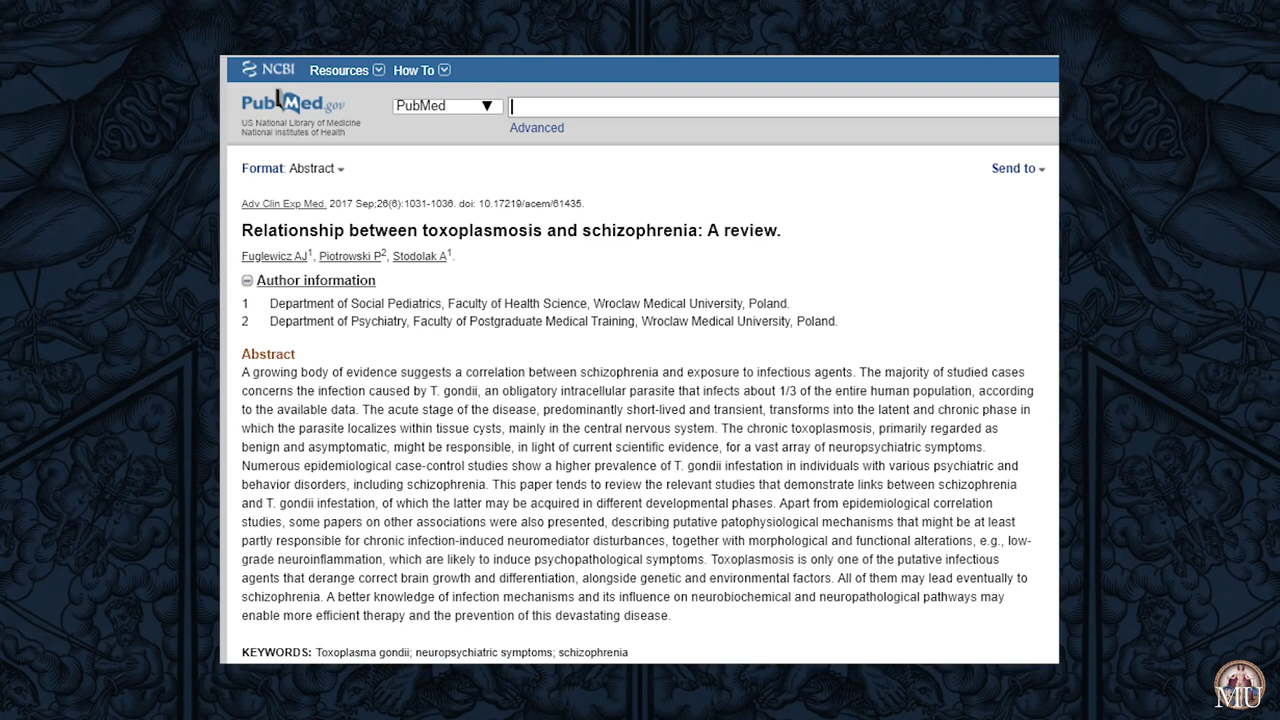 NCBI Resources How To
PubMed.gov
US National Library of Medicine
National Institutes of Health
PubMed
Advanced
Format: Abstract
Send to
Adv Clin Exp Med. 2017 Sep;26(6):1031-1036. doi: 10.17219/acem/61435.
Relationship between toxoplasmosis and schizophrenia: A review.
Fuglewicz AJ1, Piotrowski P2, Stodolak A1.
Author information
1 Department of Social Pediatrics, Faculty of Health Science, Wroclaw Medical University, Poland.
2 Department of Psychiatry, Faculty of Postgraduate Medical Training, Wroclaw Medical University, Poland.
Abstract
A growing body of evidence suggests a correlation between schizophrenia and exposure to infectious agents. The majority of studied cases
concerns the infection caused by T. gondii, an obligatory intracellular parasite that infects about 1/3 of the entire human population, according
to the available data. The acute stage of the disease, predominantly short-lived and transient, transforms into the latent and chronic phase in
which the parasite localizes within tissue cysts, mainly in the central nervous system. The chronic toxoplasmosis, primarily regarded as
benign and asymptomatic, might be responsible, in light of current scientific evidence, for a vast array of neuropsychiatric symptoms.
Numerous epidemiological case-control studies show a higher prevalence of T. gondii infestation in individuals with various psychiatric and
behavior disorders, including schizophrenia. This paper tends to review the relevant studies that demonstrate links between schizophrenia
and T. gondii infestation, of which the latter may be acquired in different developmental phases. Apart from epidemiological correlation
studies, some papers on other associations were also presented, describing putative patophysiological mechanisms that might be at least
partly responsible for chronic infection-induced neuromediator disturbances, together with morphological and functional alterations, e.g., low-
grade neuroinflammation, which are likely to induce psychopathological symptoms. Toxoplasmosis is only one of the putative infectious
agents that derange correct brain growth and differentiation, alongside genetic and environmental factors. All of them may lead eventually to
schizophrenia. A better knowledge of infection mechanisms and its influence on neurobiochemical and neuropathological pathways may
enable more efficient therapy and the prevention of this devastating disease.
KEYWORDS: Toxoplasma gondii; neuropsychiatric symptoms; schizophrenia
MU